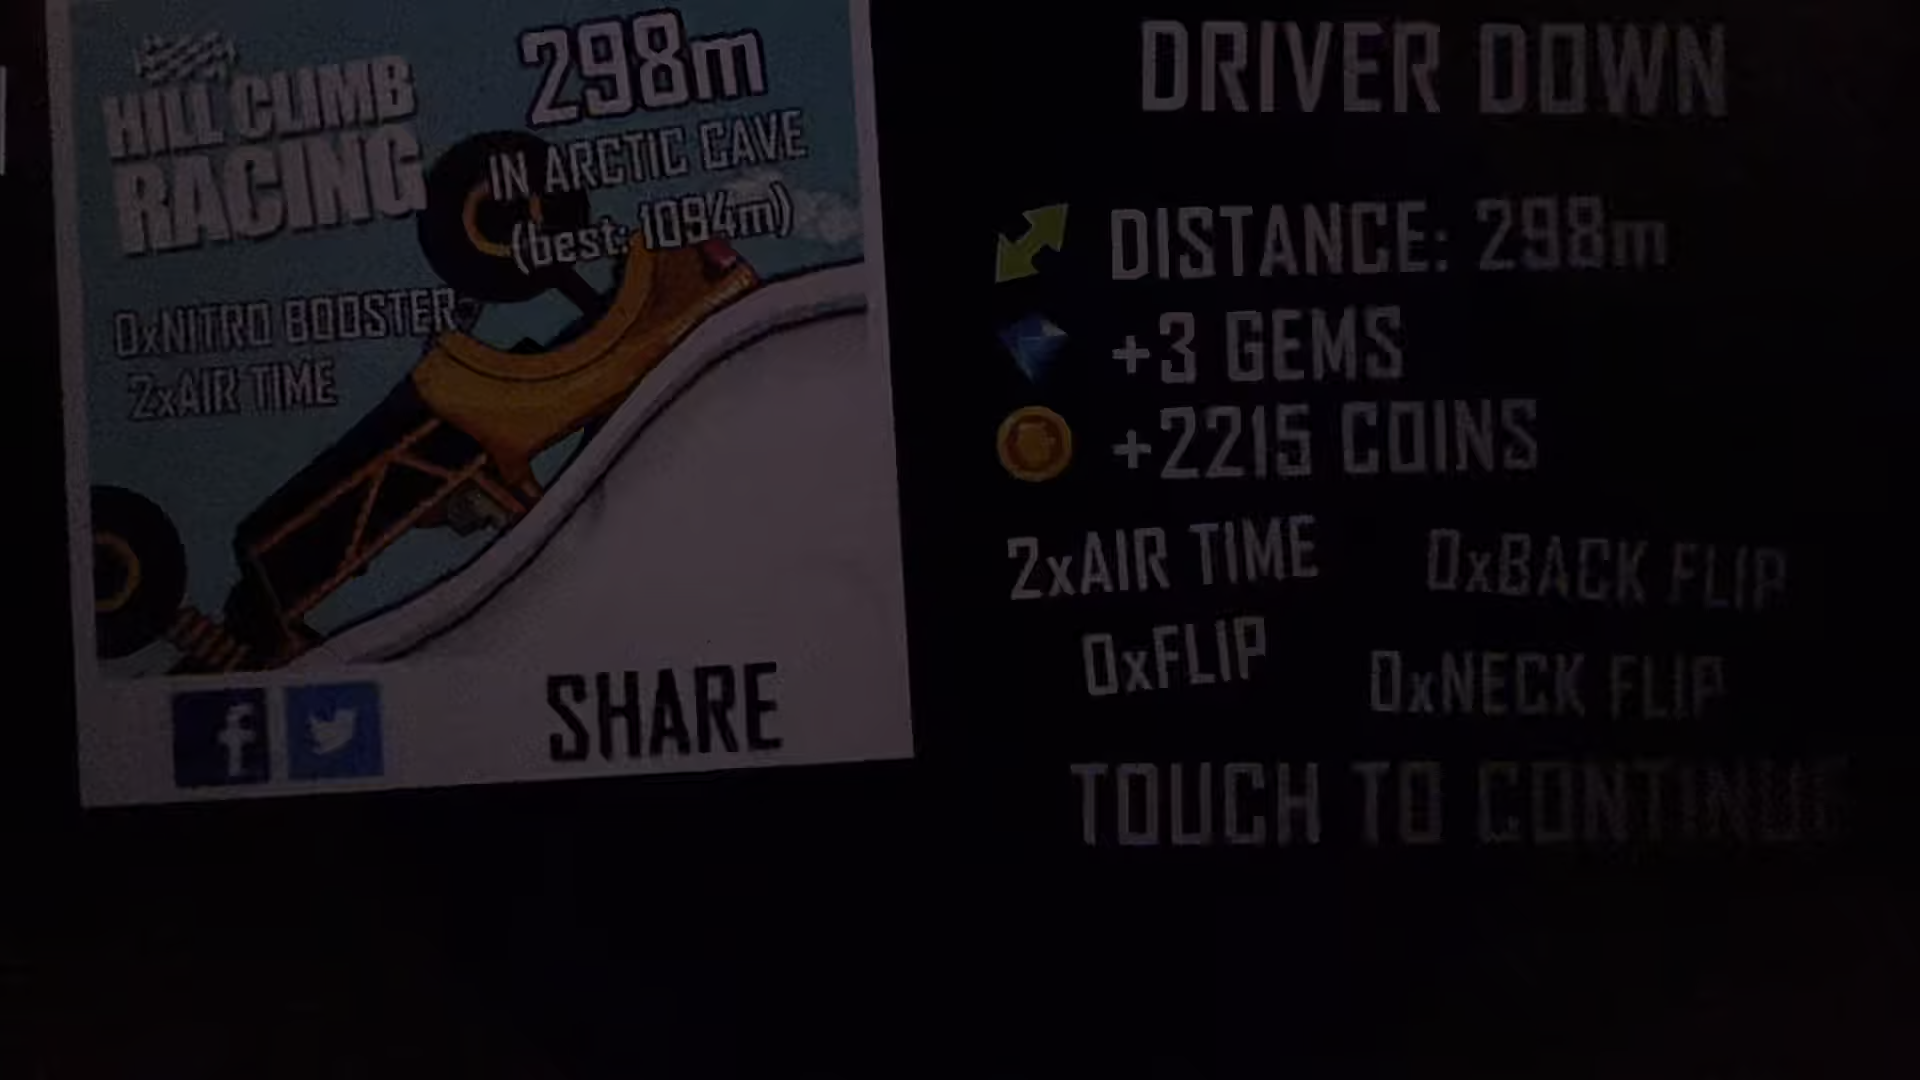 HILL CLIMB
RACING
298m
IN ARCTIC CAVE
(best: 1094m)
0xNITRO BOOSTER
2xAIR TIME
SHARE
DRIVER DOWN
DISTANCE: 298m
+3 GEMS
+2215 COINS
2xAIR TIME 0xBACK FLIP
0xFLIP 0xNECK FLIP
TOUCH TO CONTINUE